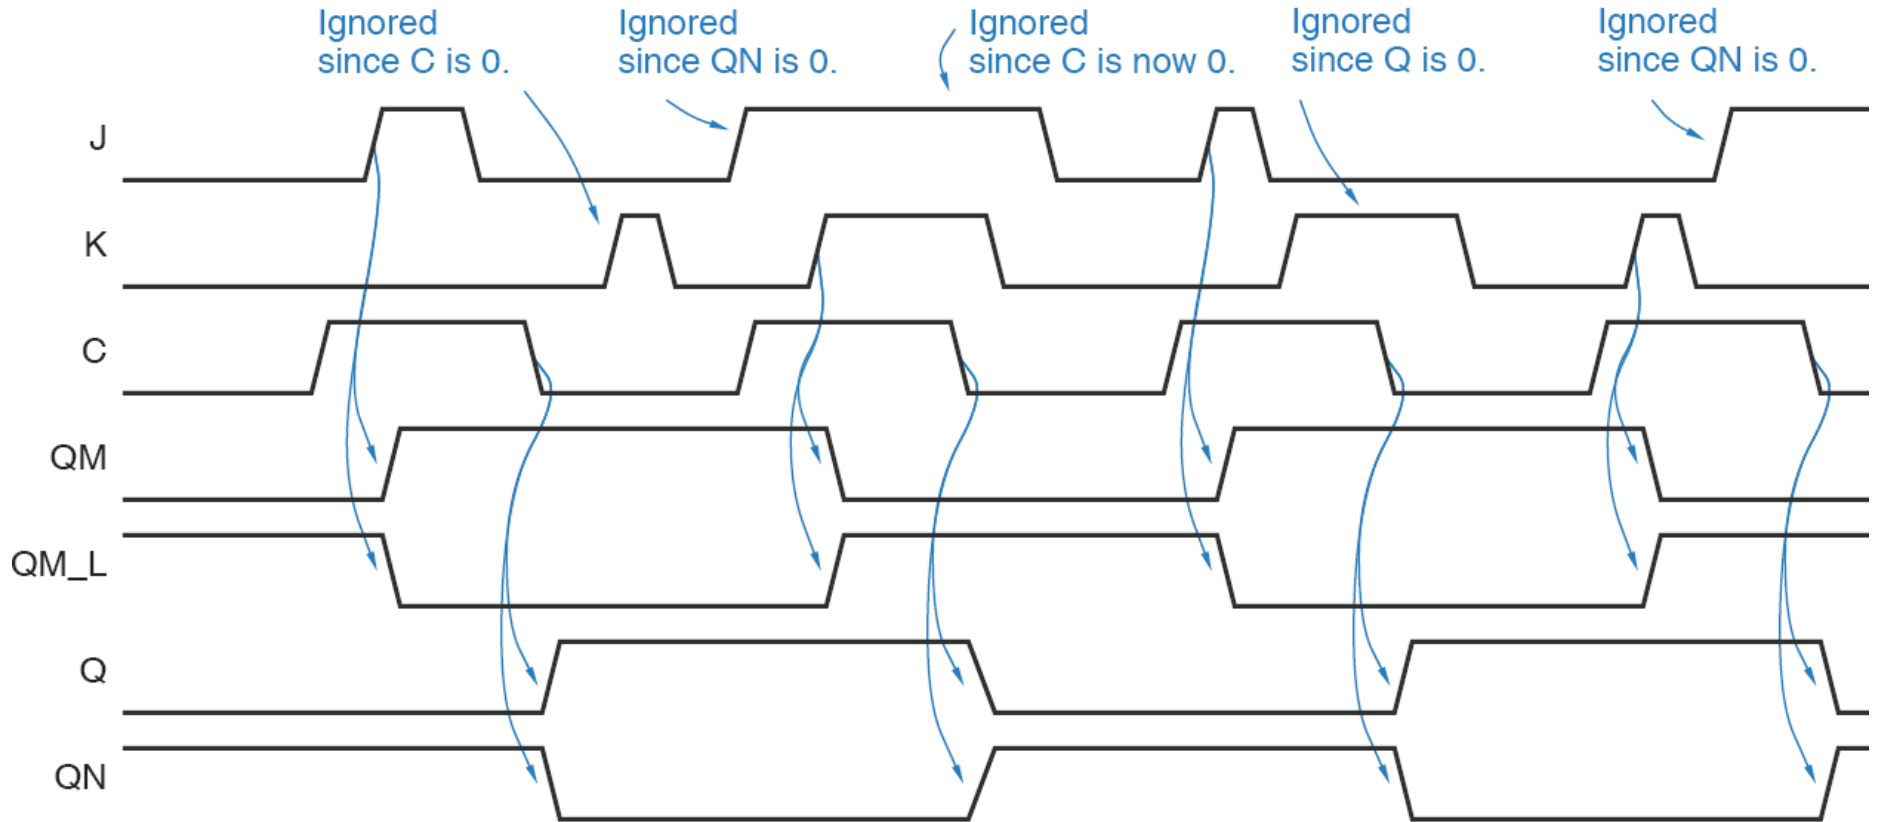 Ignored
since C is 0.
Ignored
since QN is 0.
Ignored
since C is now 0.
Ignored
since Q is 0.
Ignored
since QN is 0.
J
K
C
QM
QM_L
Q
QN